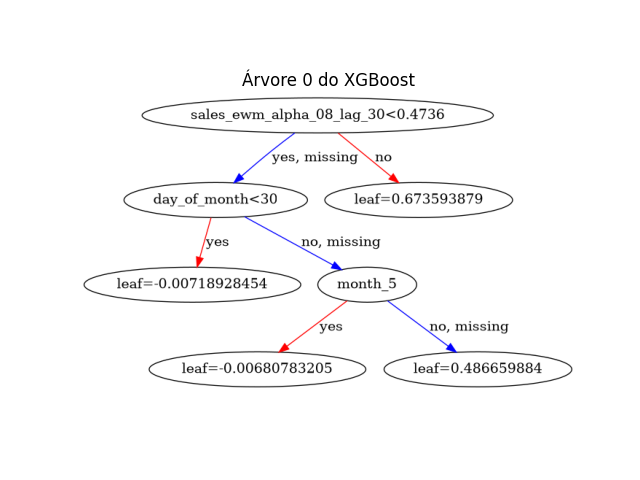 Árvore 0 do XGBoost
sales_ewm_alpha_08_lag_30<0.4736
yes, missing
no
day_of_month<30
leaf=0.673593879
yes
no, missing
leaf=-0.00718928454
month_5
yes
no, missing
leaf=-0.00680783205
leaf=0.486659884